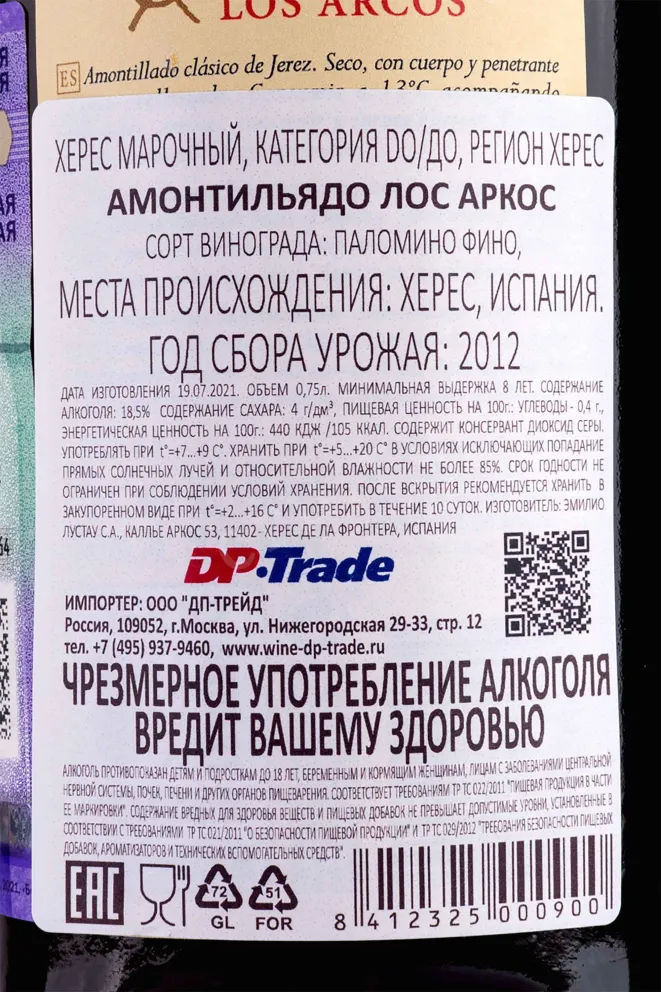 LOS ARCOS
ES Amontillado clásico de Jerez. Seco, con cuerpo y penetrante
ХЕРЕС МАРОЧНЫЙ, КАТЕГОРИЯ DO/ДО, РЕГИОН ХЕРЕС
АМОНТИЛЬЯДО ЛОС АРКОС
СОРТ ВИНОГРАДА: ПАЛОМИНО ФИНО,
МЕСТА ПРОИСХОЖДЕНИЯ: ХЕРЕС, ИСПАНИЯ.
ГОД СБОРА УРОЖАЯ: 2012
ДАТА ИЗГОТОВЛЕНИЯ 19.07.2021. ОБЪЕМ 0,75л. МИНИМАЛЬНАЯ ВЫДЕРЖКА 8 ЛЕТ. СОДЕРЖАНИЕ
АЛКОГОЛЯ: 18,5% СОДЕРЖАНИЕ САХАРА: 4 г/дм³, ПИЩЕВАЯ ЦЕННОСТЬ НА 100г.: УГЛЕВОДЫ - 0,4 г.,
ЭНЕРГЕТИЧЕСКАЯ ЦЕННОСТЬ НА 100г.: 440 КДЖ /105 ККАЛ. СОДЕРЖИТ КОНСЕРВАНТ ДИОКСИД СЕРЫ.
УПОТРЕБЛЯТЬ ПРИ t°=+7...+9 С°. ХРАНИТЬ ПРИ t°=+5...+20 С° В УСЛОВИЯХ ИСКЛЮЧАЮЩИХ ПОПАДАНИЕ
ПРЯМЫХ СОЛНЕЧНЫХ ЛУЧЕЙ И ОТНОСИТЕЛЬНОЙ ВЛАЖНОСТИ НЕ БОЛЕЕ 85%. СРОК ГОДНОСТИ НЕ
ОГРАНИЧЕН ПРИ СОБЛЮДЕНИИ УСЛОВИЙ ХРАНЕНИЯ. ПОСЛЕ ВСКРЫТИЯ РЕКОМЕНДУЕТСЯ ХРАНИТЬ В
ЗАКУПОРЕННОМ ВИДЕ ПРИ t°=+2...+16 С° И УПОТРЕБИТЬ В ТЕЧЕНИЕ 10 СУТОК. ИЗГОТОВИТЕЛЬ: ЭМИЛИО
ЛУСТАУ С.А., КАЛЛЬЕ АРКОС 53, 11402- ХЕРЕС ДЕ ЛА ФРОНТЕРА, ИСПАНИЯ
DP·Trade
ИМПОРТЕР: ООО "ДП-ТРЕЙД"
Россия, 109052, г.Москва, ул. Нижегородская 29-33, стр. 12
тел. +7 (495) 937-9460, www.wine-dp-trade.ru
ЧРЕЗМЕРНОЕ УПОТРЕБЛЕНИЕ АЛКОГОЛЯ
ВРЕДИТ ВАШЕМУ ЗДОРОВЬЮ
АЛКОГОЛЬ ПРОТИВОПОКАЗАН ДЕТЯМ И ПОДРОСТКАМ ДО 18 ЛЕТ, БЕРЕМЕННЫМ И КОРМЯЩИМ ЖЕНЩИНАМ, ЛИЦАМ С ЗАБОЛЕВАНИЯМИ ЦЕНТРАЛЬНОЙ
НЕРВНОЙ СИСТЕМЫ, ПОЧЕК, ПЕЧЕНИ И ДРУГИХ ОРГАНОВ ПИЩЕВАРЕНИЯ. СООТВЕТСТВУЕТ ТРЕБОВАНИЯМ ТР ТС 022/2011 "ПИЩЕВАЯ ПРОДУКЦИЯ В ЧАСТИ
ЕЕ МАРКИРОВКИ". СОДЕРЖАНИЕ ВРЕДНЫХ ДЛЯ ЗДОРОВЬЯ ВЕЩЕСТВ И ПИЩЕВЫХ ДОБАВОК НЕ ПРЕВЫШАЕТ ДОПУСТИМЫЕ УРОВНИ, УСТАНОВЛЕННЫЕ В
СООТВЕТСТВИИ С ТРЕБОВАНИЯМИ ТР ТС 021/2011 "О БЕЗОПАСНОСТИ ПИЩЕВОЙ ПРОДУКЦИИ" И ТР ТС 029/2012 "ТРЕБОВАНИЯ БЕЗОПАСНОСТИ ПИЩЕВЫХ
ДОБАВОК, АРОМАТИЗАТОРОВ И ТЕХНИЧЕСКИХ ВСПОМОГАТЕЛЬНЫХ СРЕДСТВ".
EAC
72
GL
51
FOR
8 412325 000900